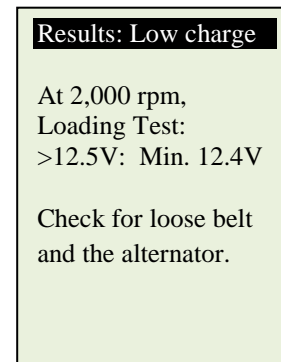 Results: Low charge
At 2,000 rpm,
Loading Test:
>12.5V: Min. 12.4V
Check for loose belt
and the alternator.